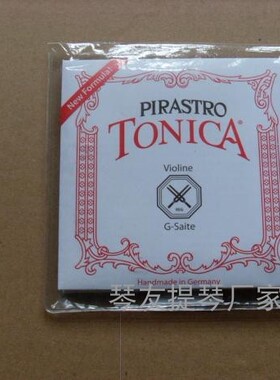 New Formula!
PIRASTRO
TONICA®
Violine
G-Saite
Handmade in Germany
琴友提琴厂家